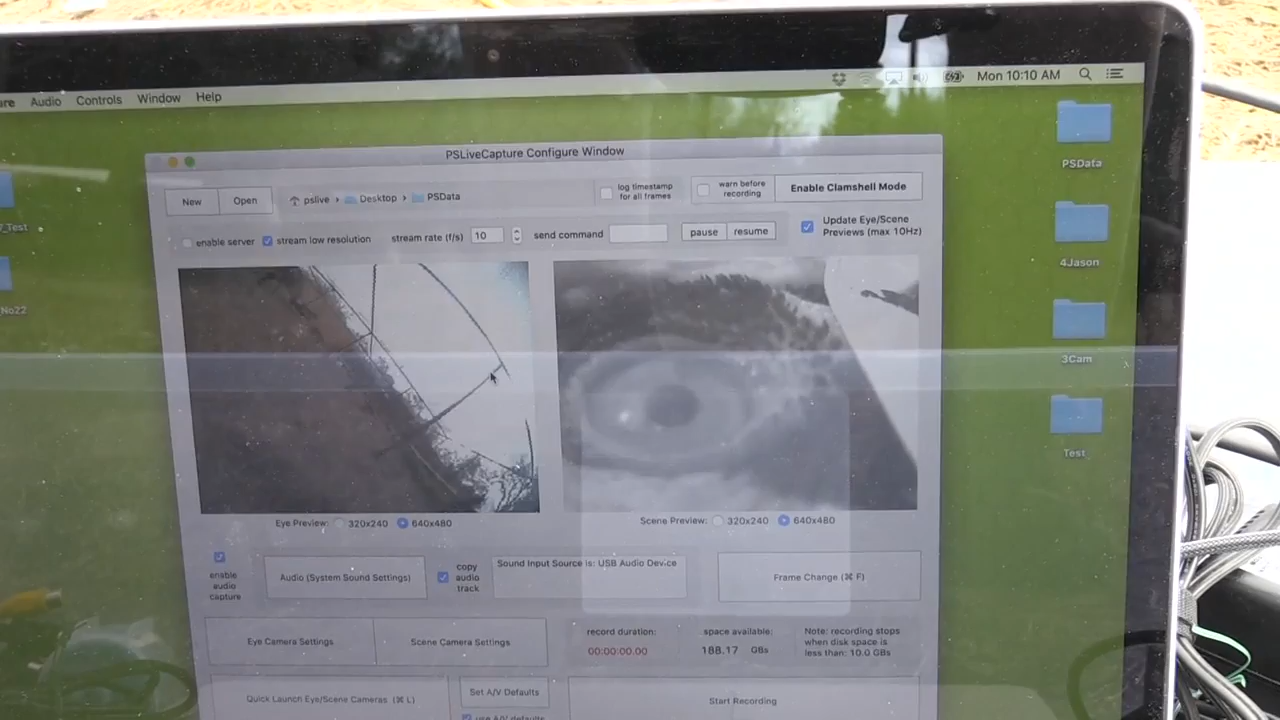 Audio Controls Window Help
Mon 10:10 AM
PSLiveCapture Configure Window
PSData
New Open
pslive › Desktop › PSData
log timestamp
for all frames
warn before
recording
Enable Clamshell Mode
enable server
stream low resolution
stream rate (f/s) 10
send command
pause resume
Update Eye/Scene
Previews (max 10Hz)
_Test
4Jason
No22
3Cam
Test
Eye Preview: 320x240 640x480
Scene Preview: 320x240 640x480
enable
audio
capture
Audio (System Sound Settings)
copy
audio
track
Sound Input Source is: USB Audio Device
Frame Change (⌘ F)
Eye Camera Settings
Scene Camera Settings
record duration:
00:00:00.00
space available:
188.17 GBs
Note: recording stops
when disk space is
less than: 10.0 GBs
Quick Launch Eye/Scene Cameras (⌘ L)
Set A/V Defaults
use A/V defaults
Start Recording